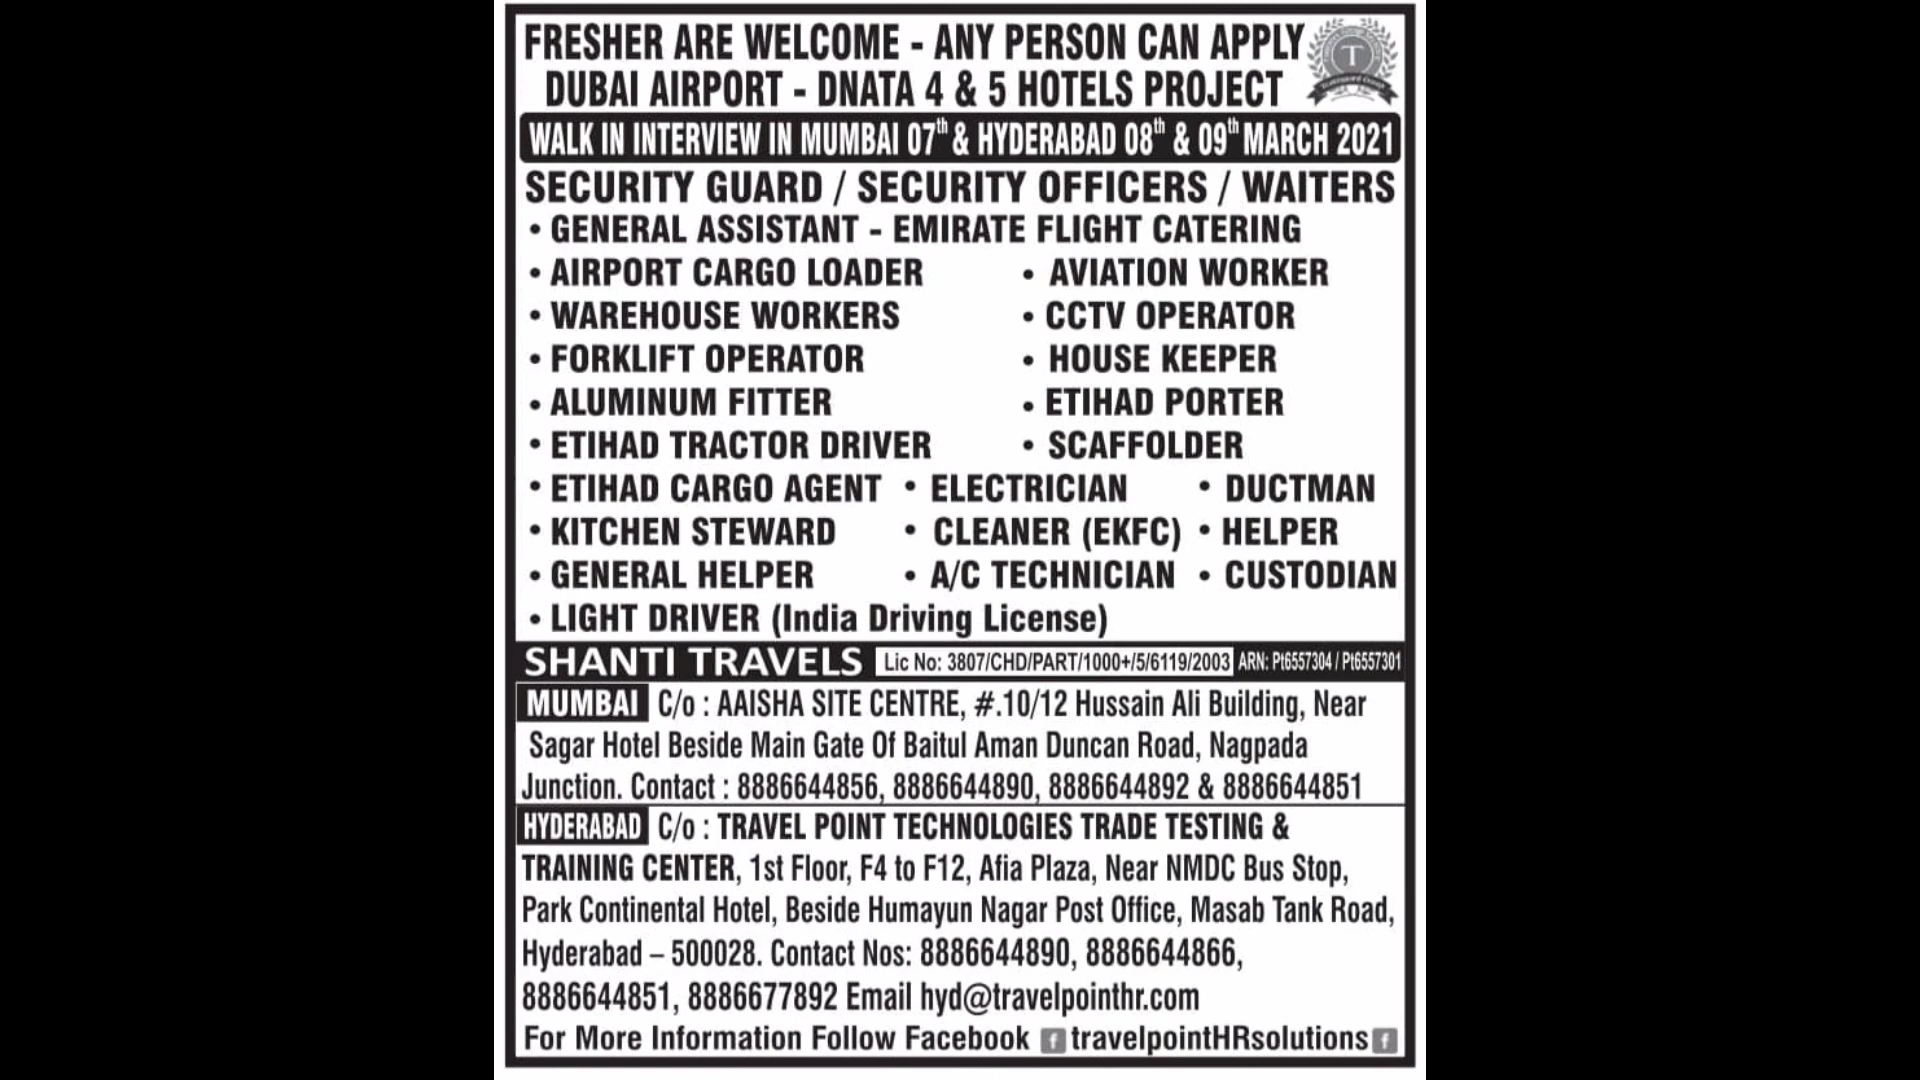 FRESHER ARE WELCOME - ANY PERSON CAN APPLY
DUBAI AIRPORT - DNATA 4 & 5 HOTELS PROJECT
T
WALK IN INTERVIEW IN MUMBAI 07th & HYDERABAD 08th & 09th MARCH 2021
SECURITY GUARD / SECURITY OFFICERS / WAITERS
• GENERAL ASSISTANT - EMIRATE FLIGHT CATERING
• AIRPORT CARGO LOADER • AVIATION WORKER
• WAREHOUSE WORKERS • CCTV OPERATOR
• FORKLIFT OPERATOR • HOUSE KEEPER
• ALUMINUM FITTER • ETIHAD PORTER
• ETIHAD TRACTOR DRIVER • SCAFFOLDER
• ETIHAD CARGO AGENT • ELECTRICIAN • DUCTMAN
• KITCHEN STEWARD • CLEANER (EKFC) • HELPER
• GENERAL HELPER • A/C TECHNICIAN • CUSTODIAN
• LIGHT DRIVER (India Driving License)
SHANTI TRAVELS Lic No: 3807/CHD/PART/1000+/5/6119/2003 ARN: Pt6557304 / Pt6557301
MUMBAI C/o : AAISHA SITE CENTRE, #.10/12 Hussain Ali Building, Near
Sagar Hotel Beside Main Gate Of Baitul Aman Duncan Road, Nagpada
Junction. Contact : 8886644856, 8886644890, 8886644892 & 8886644851
HYDERABAD C/o : TRAVEL POINT TECHNOLOGIES TRADE TESTING &
TRAINING CENTER, 1st Floor, F4 to F12, Afia Plaza, Near NMDC Bus Stop,
Park Continental Hotel, Beside Humayun Nagar Post Office, Masab Tank Road,
Hyderabad – 500028. Contact Nos: 8886644890, 8886644866,
8886644851, 8886677892 Email hyd@travelpointhr.com
For More Information Follow Facebook f travelpointHRsolutions f